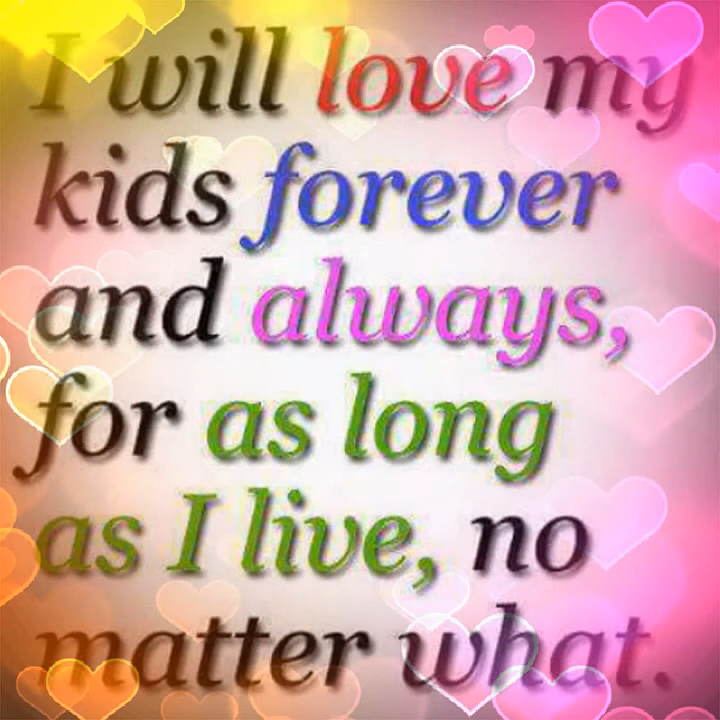 I will love my
kids forever
and always,
for as long
as I live, no
matter what.